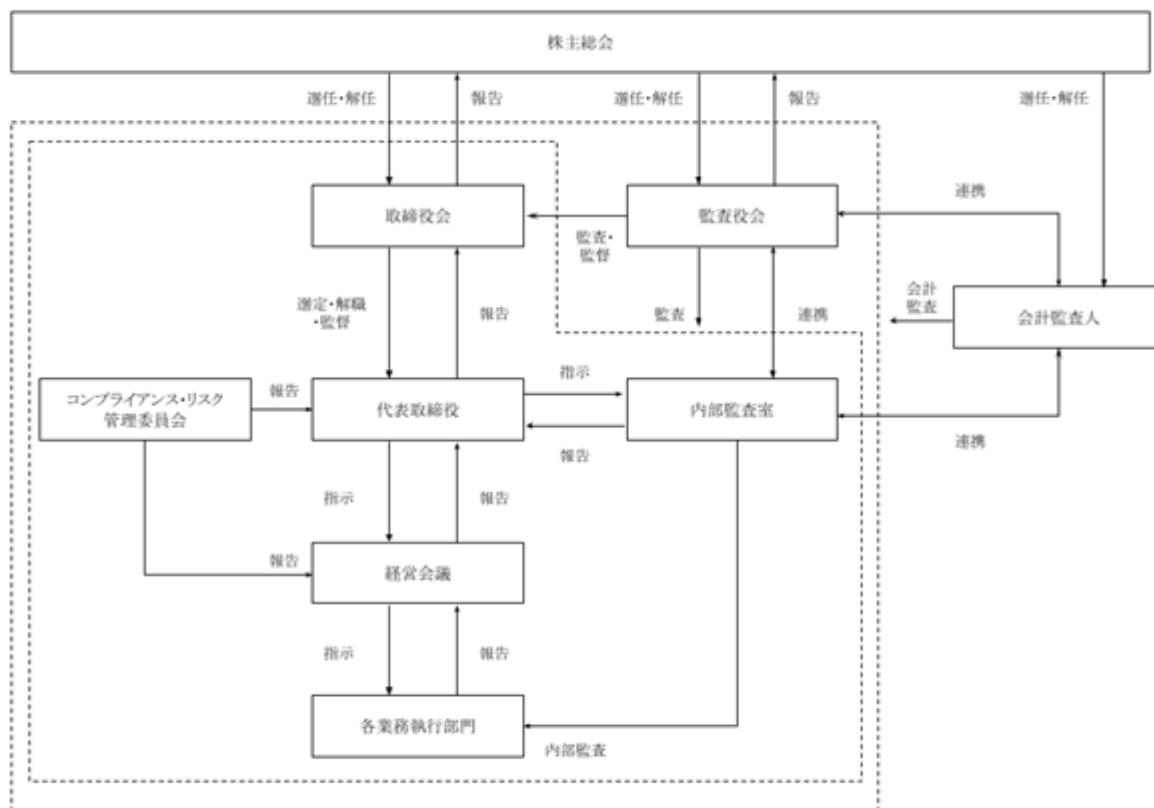 株主総会
選任・解任
報告
選任・解任
報告
選任・解任
取締役会
監査役会
連携
監査・
監督
会計
監査
会計監査人
選定・解職
・監督
報告
監査
連携
コンプライアンス・リスク
管理委員会
報告
代表取締役
指示
報告
内部監査室
連携
指示
報告
報告
経営会議
指示
報告
各業務執行部門
内部監査